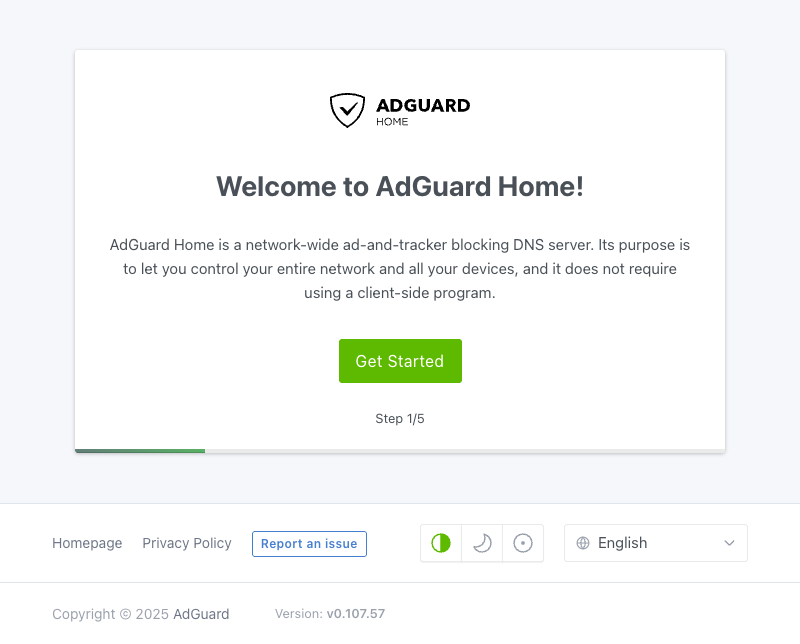 ADGUARD
HOME
Welcome to AdGuard Home!
AdGuard Home is a network-wide ad-and-tracker blocking DNS server. Its purpose is
to let you control your entire network and all your devices, and it does not require
using a client-side program.
Get Started
Step 1/5
Homepage Privacy Policy Report an issue English
Copyright © 2025 AdGuard Version: v0.107.57